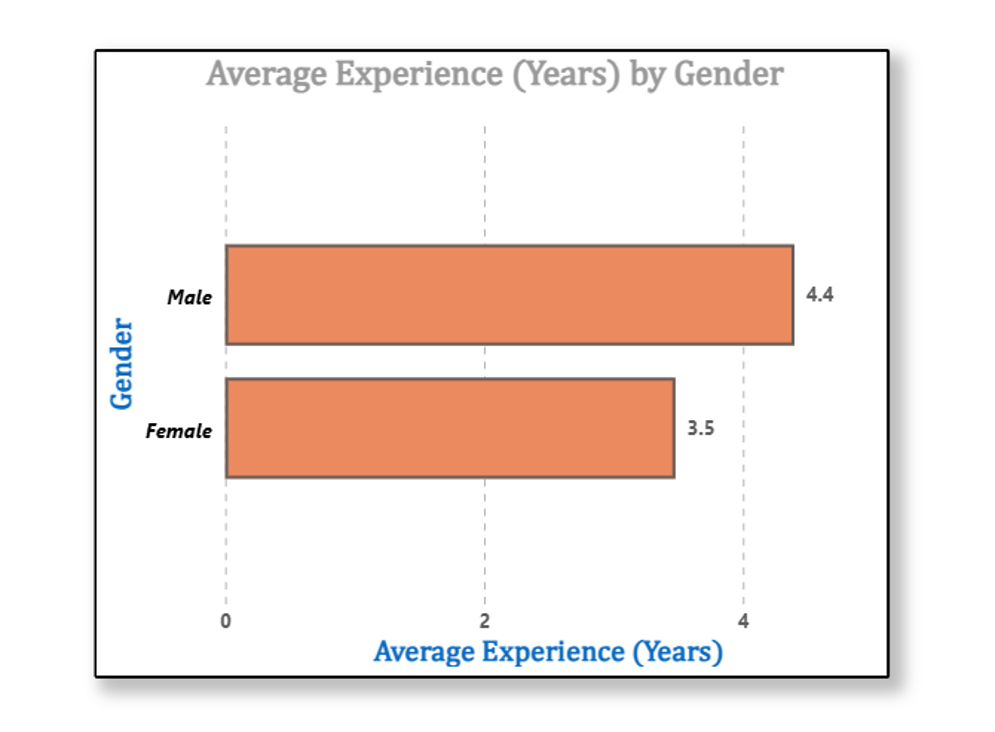 Average Experience (Years) by Gender
Gender
Male
4.4
Female
3.5
0 2 4
Average Experience (Years)